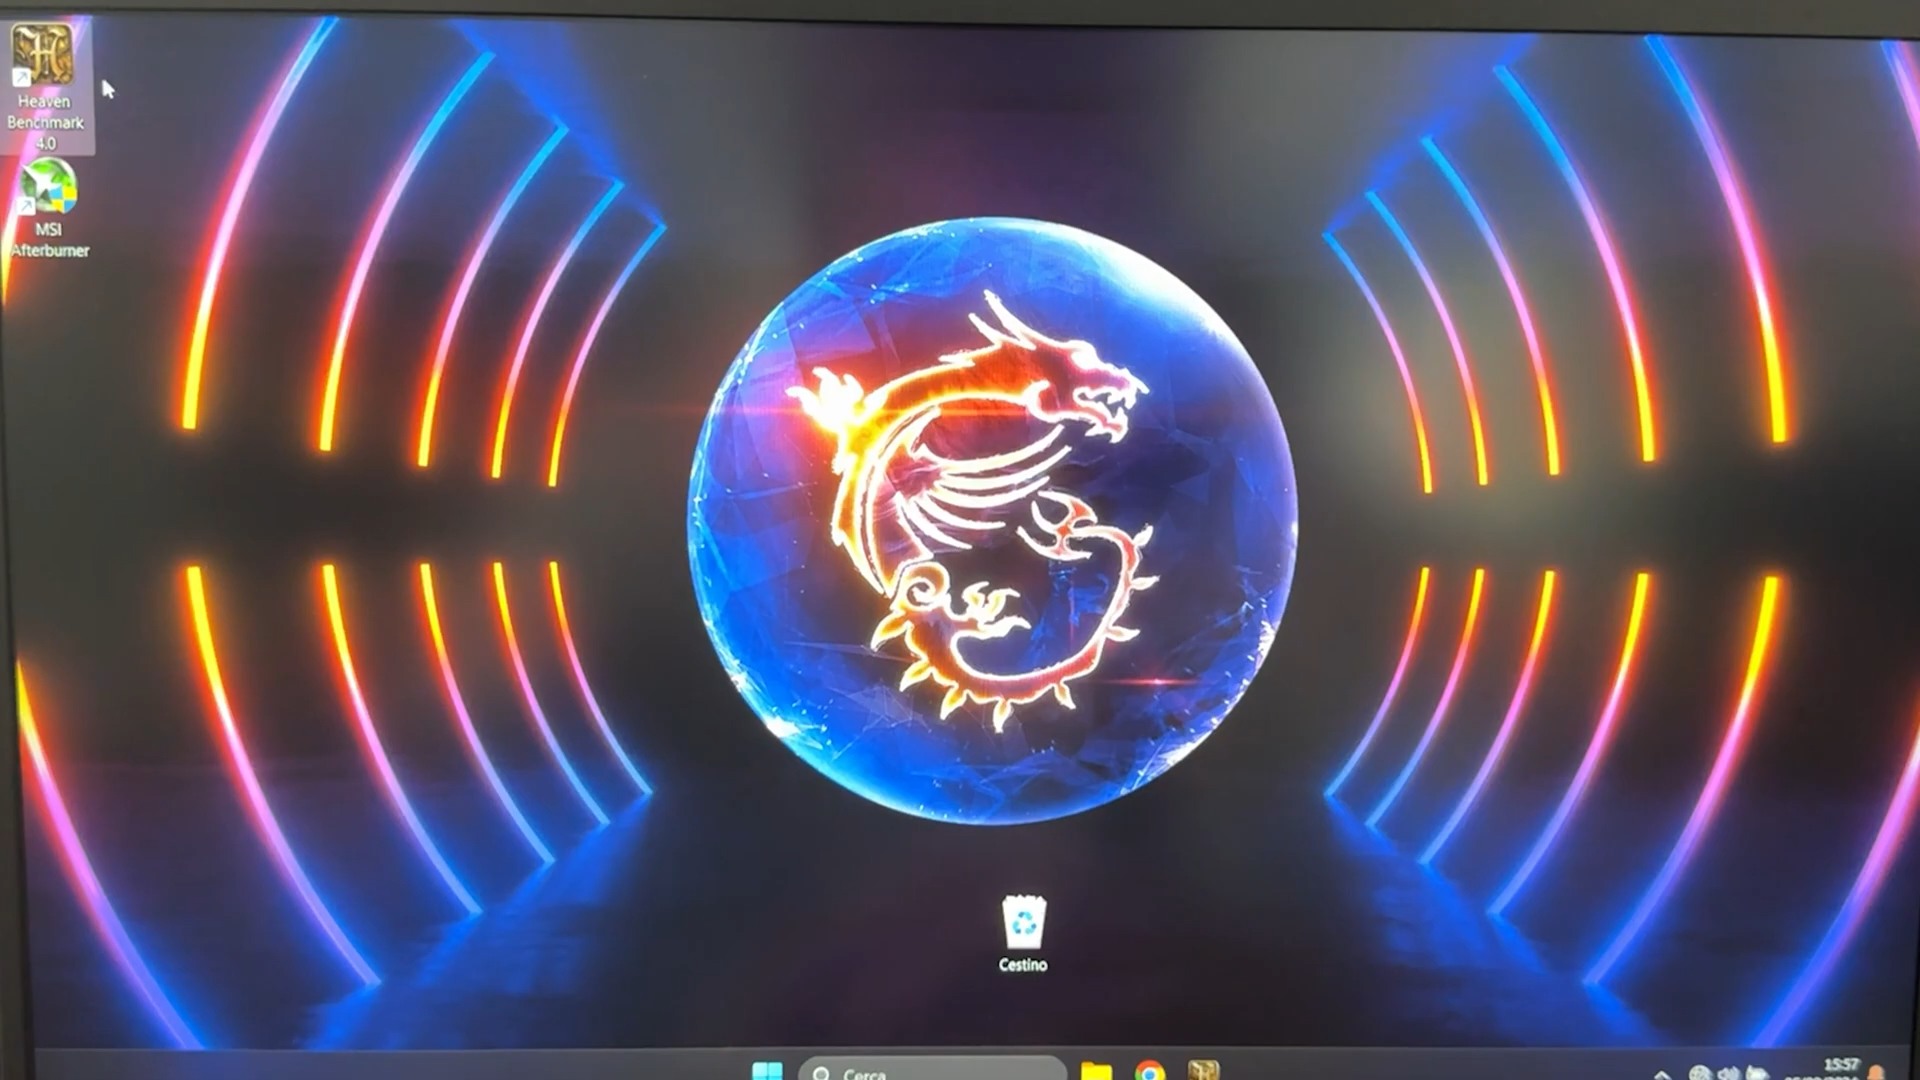 Heaven
Benchmark
4.0
MSI
Afterburner
Cestino
Cerca
15:57